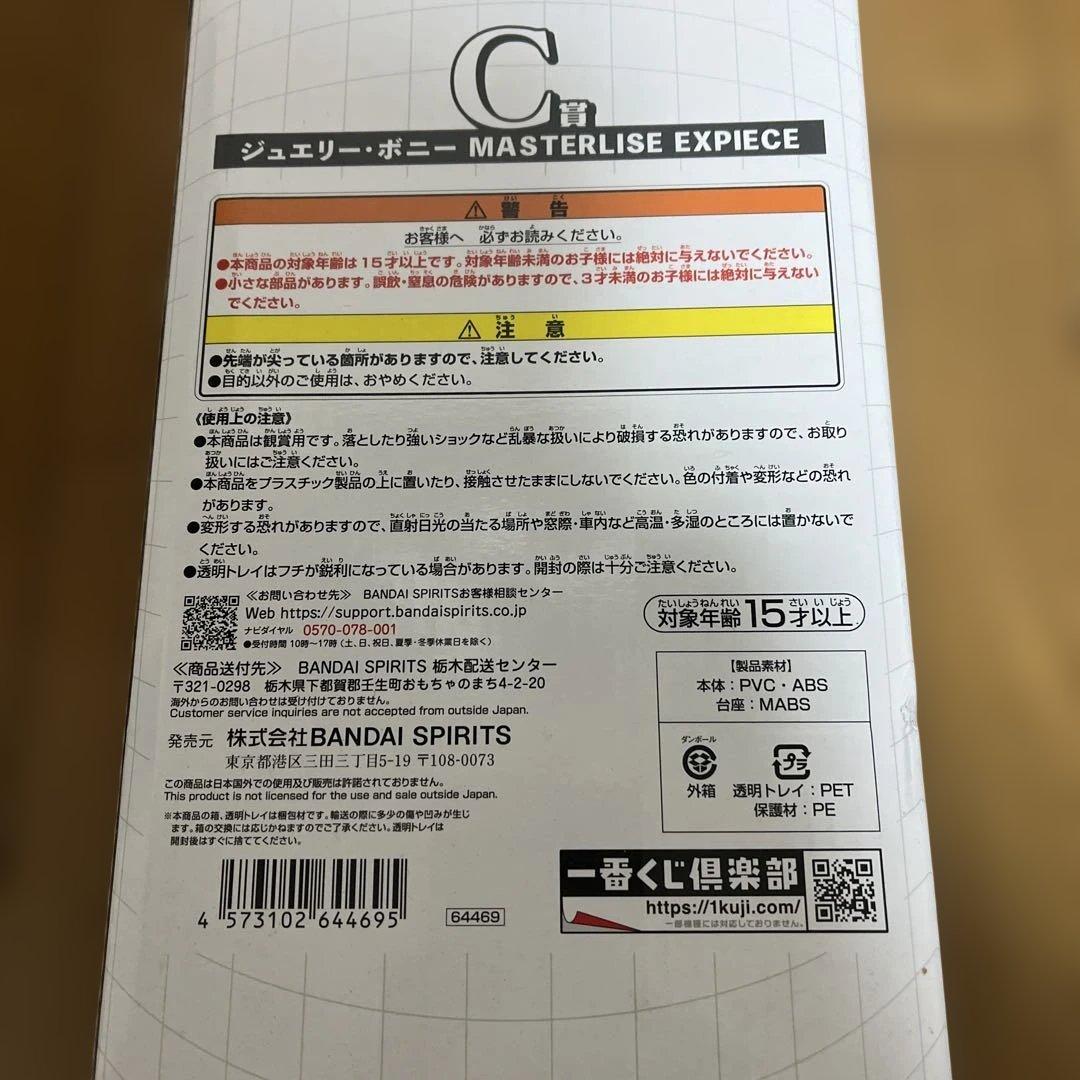 C賞
ジュエリー・ボニー MASTERLISE EXPIECE
⚠ 警告
お客様へ 必ずお読みください。
●本商品の対象年齢は15才以上です。対象年齢未満のお子様には絶対に与えないでください。
●小さな部品があります。誤飲・窒息の危険がありますので、3才未満のお子様には絶対に与えない
でください。
⚠ 注意
●先端が尖っている箇所がありますので、注意してください。
●目的以外のご使用は、おやめください。
《使用上の注意》
●本商品は観賞用です。落としたり強いショックなど乱暴な扱いにより破損する恐れがありますので、お取り
扱いにはご注意ください。
●本商品をプラスチック製品の上に置いたり、接触させたままにしないでください。色の付着や変形などの恐れ
があります。
●変形する恐れがありますので、直射日光の当たる場所や窓際・車内など高温・多湿のところには置かないで
ください。
●透明トレイはフチが鋭利になっている場合があります。開封の際は十分ご注意ください。
≪お問い合わせ先≫ BANDAI SPIRITSお客様相談センター
Web https://support.bandaispirits.co.jp
ナビダイヤル 0570-078-001
●受付時間 10時〜17時 (土、日、祝日、夏季・冬季休業日を除く)
対象年齢 15才以上
≪商品送付先≫ BANDAI SPIRITS 栃木配送センター
〒321-0298 栃木県下都賀郡壬生町おもちゃのまち4-2-20
海外からのお問い合わせは受け付けておりません。
Customer service inquiries are not accepted from outside Japan.
発売元 株式会社BANDAI SPIRITS
東京都港区三田三丁目5-19 〒108-0073
この商品は日本国外での使用及び販売は許諾されておりません。
This product is not licensed for the use and sale outside Japan.
※本商品の箱、透明トレイは梱包材です。輸送の際に多少の傷や凹みが生じ
ます。箱の交換には応じかねますのでご了承ください。透明トレイは
開封後はすぐに捨ててください。
【製品素材】
本体:PVC・ABS
台座:MABS
ダンボール
外箱
プラ
透明トレイ:PET
保護材:PE
4 573102 644695
64469
一番くじ倶楽部
https://1kuji.com/
一部機種には対応しておりません。